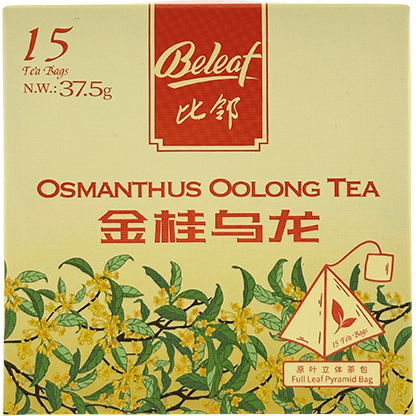 15
Tea Bags
N.W.: 37.5g
Beleaf
比邻
OSMANTHUS OOLONG TEA
金桂乌龙
15 Tea Bags
原叶立体茶包
Full Leaf Pyramid Bag